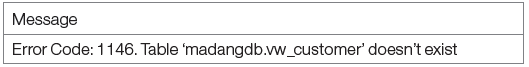 Message
Error Code: 1146. Table ‘madangdb.vw_customer’ doesn’t exist